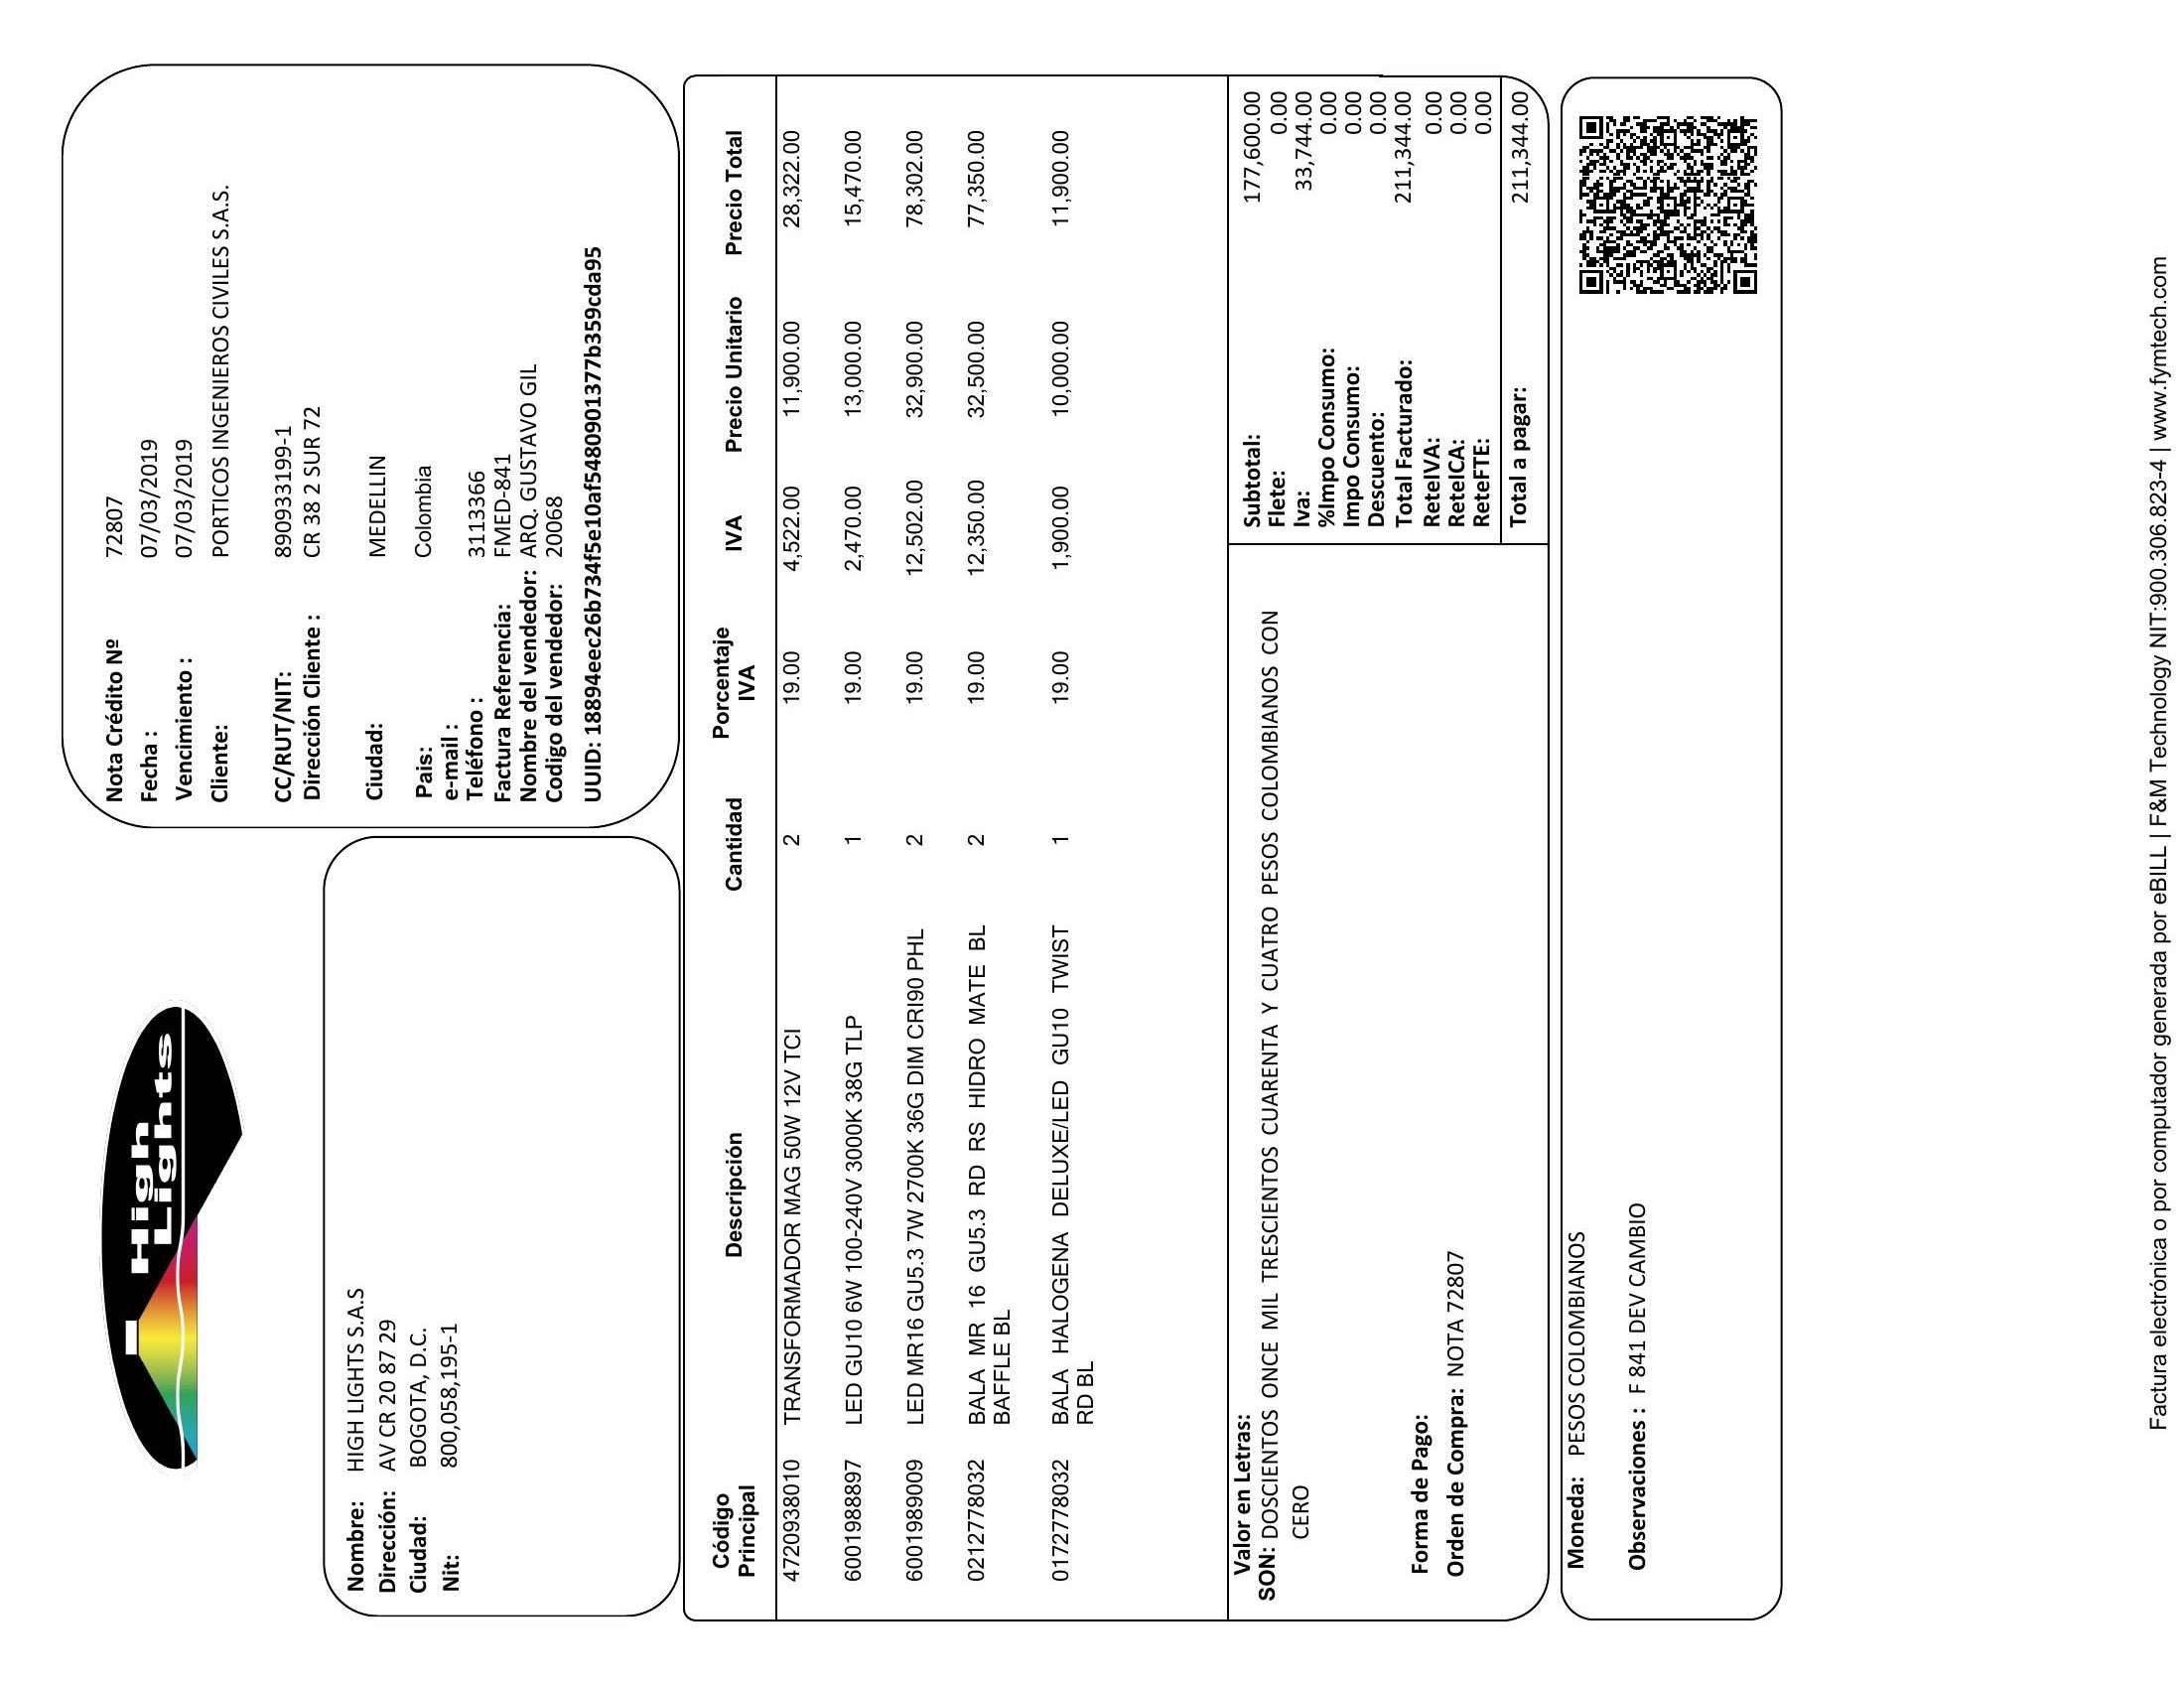 High
Lights
Nota Crédito Nº 72807
Fecha : 07/03/2019
Vencimiento : 07/03/2019
Cliente: PORTICOS INGENIEROS CIVILES S.A.S.
CC/RUT/NIT: 8909331​99-1
Dirección Cliente : CR 38 2 SUR 72
Ciudad: MEDELLIN
Pais: Colombia
e-mail :
Teléfono : 3113366
Factura Referencia: FMED-841
Nombre del vendedor: ARQ. GUSTAVO GIL
Codigo del vendedor: 20068
UUID: 18894eec26b734f5e10af5480901377b359cda95
Nombre: HIGH LIGHTS S.A.S
Dirección: AV CR 20 87 29
Ciudad: BOGOTA, D.C.
Nit: 800,058,195-1
Código Principal Descripción Cantidad Porcentaje IVA IVA Precio Unitario Precio Total
4720938010 TRANSFORMADOR MAG 50W 12V TCI 2 19.00 4,522.00 11,900.00 28,322.00
6001988897 LED GU10 6W 100-240V 3000K 38G TLP 1 19.00 2,470.00 13,000.00 15,470.00
6001989009 LED MR16 GU5.3 7W 2700K 36G DIM CRI90 PHL 2 19.00 12,502.00 32,900.00 78,302.00
0212778032 BALA MR 16 GU5.3 RD RS HIDRO MATE BL 2 19.00 12,350.00 32,500.00 77,350.00
BAFFLE BL
0172778032 BALA HALOGENA DELUXE/LED GU10 TWIST 1 19.00 1,900.00 10,000.00 11,900.00
RD BL
Valor en Letras:
SON: DOSCIENTOS ONCE MIL TRESCIENTOS CUARENTA Y CUATRO PESOS COLOMBIANOS CON
CERO
Forma de Pago:
Orden de Compra: NOTA 72807
Subtotal: 177,600.00
Flete: 0.00
Iva: 33,744.00
%Impo Consumo: 0.00
Impo Consumo: 0.00
Descuento: 0.00
Total Facturado: 211,344.00
ReteIVA: 0.00
ReteICA: 0.00
ReteFTE: 0.00
Total a pagar: 211,344.00
Moneda: PESOS COLOMBIANOS
Observaciones : F 841 DEV CAMBIO
Factura electrónica o por computador generada por eBILL | F&M Technology NIT:900.306.823-4 | www.fymtech.com